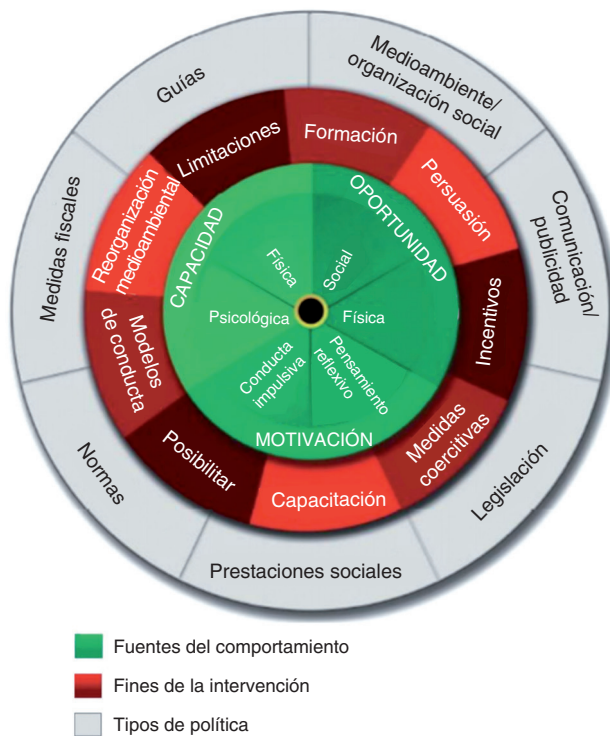 Guías
Medioambiente/
organización social
Comunicación/
publicidad
Legislación
Prestaciones sociales
Normas
Medidas fiscales
Limitaciones
Formación
Persuasión
Incentivos
Medidas
coercitivas
Capacitación
Posibilitar
Modelos
de conducta
Reorganización
medioambiental
CAPACIDAD
OPORTUNIDAD
MOTIVACIÓN
Física
Social
Psicológica
Física
Conducta
impulsiva
Pensamiento
reflexivo
Fuentes del comportamiento
Fines de la intervención
Tipos de política